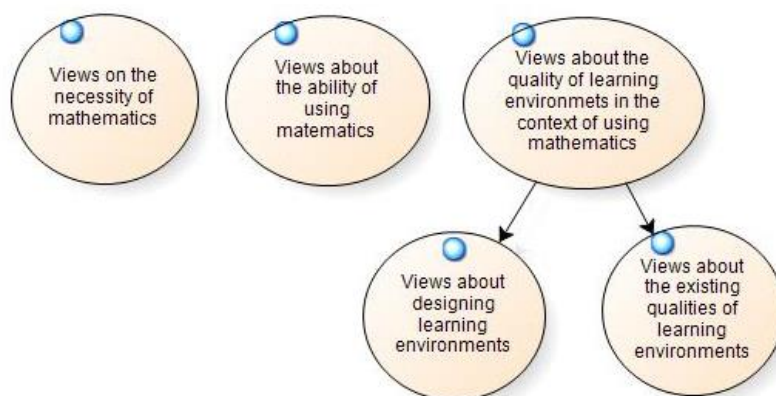 Views on the
necessity of
mathematics
Views about
the ability of
using
matematics
Views about the
quality of learning
environmets in the
context of using
mathematics
Views about
designing
learning
environments
Views about
the existing
qualities of
learning
environments